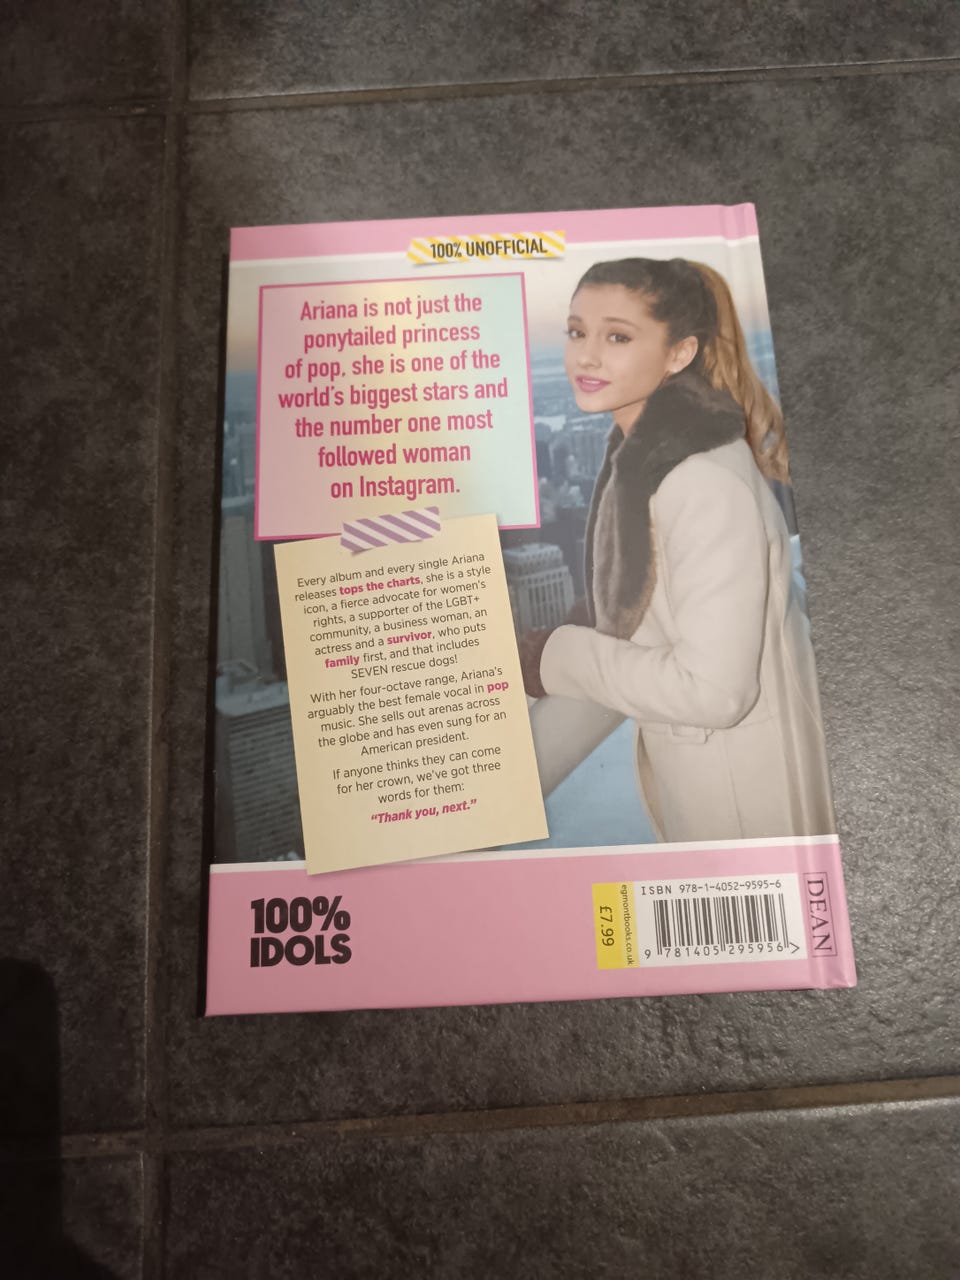 100% UNOFFICIAL
Ariana is not just the
ponytailed princess
of pop, she is one of the
world's biggest stars and
the number one most
followed woman
on Instagram.
Every album and every single Ariana
releases tops the charts, she is a style
icon, a fierce advocate for women's
rights, a supporter of the LGBT+
community, a business woman, an
actress and a survivor, who puts
family first, and that includes
SEVEN rescue dogs!
With her four-octave range, Ariana's
arguably the best female vocal in pop
music. She sells out arenas across
the globe and has even sung for an
American president.
If anyone thinks they can come
for her crown, we've got three
words for them:
"Thank you, next."
100%
IDOLS
£7.99
egmontbooks.co.uk
ISBN 978-1-4052-9595-6
9 781405 295956 >
DEAN